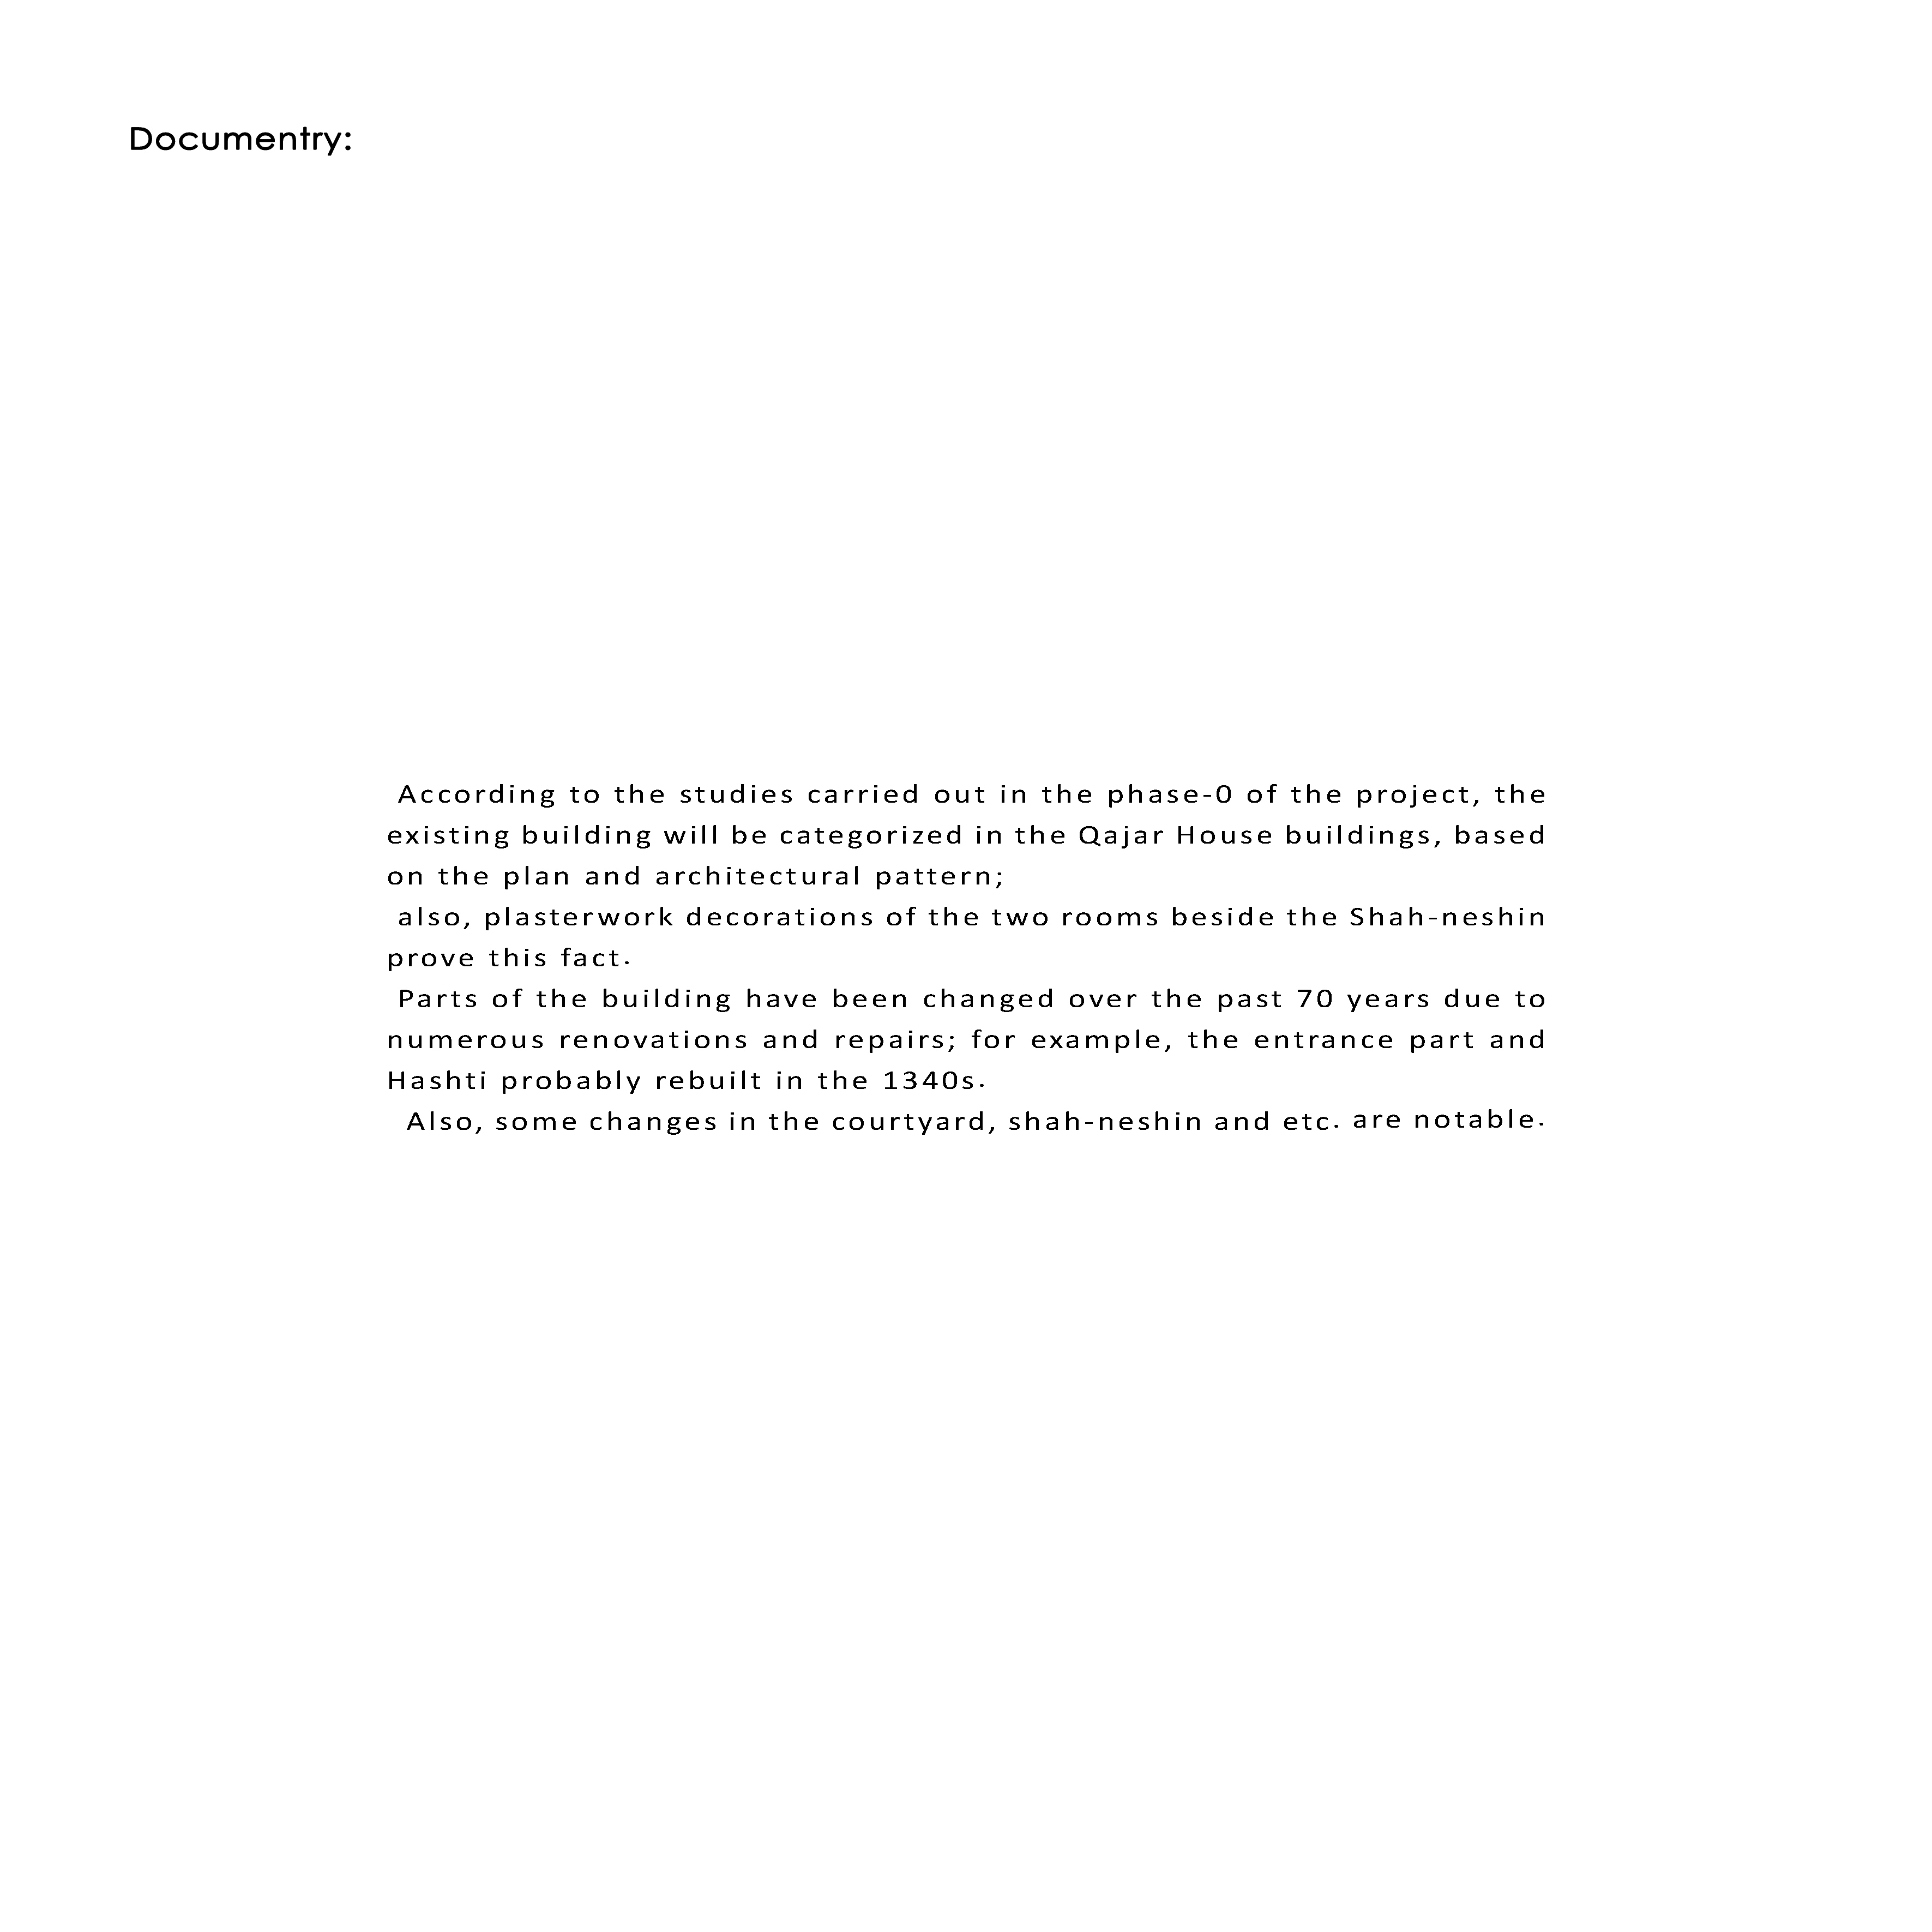 Documentry:
According to the studies carried out in the phase-0 of the project, the
existing building will be categorized in the Qajar House buildings, based
on the plan and architectural pattern;
also, plasterwork decorations of the two rooms beside the Shah-neshin
prove this fact.
Parts of the building have been changed over the past 70 years due to
numerous renovations and repairs; for example, the entrance part and
Hashti probably rebuilt in the 1340s.
Also, some changes in the courtyard, shah-neshin and etc. are notable.